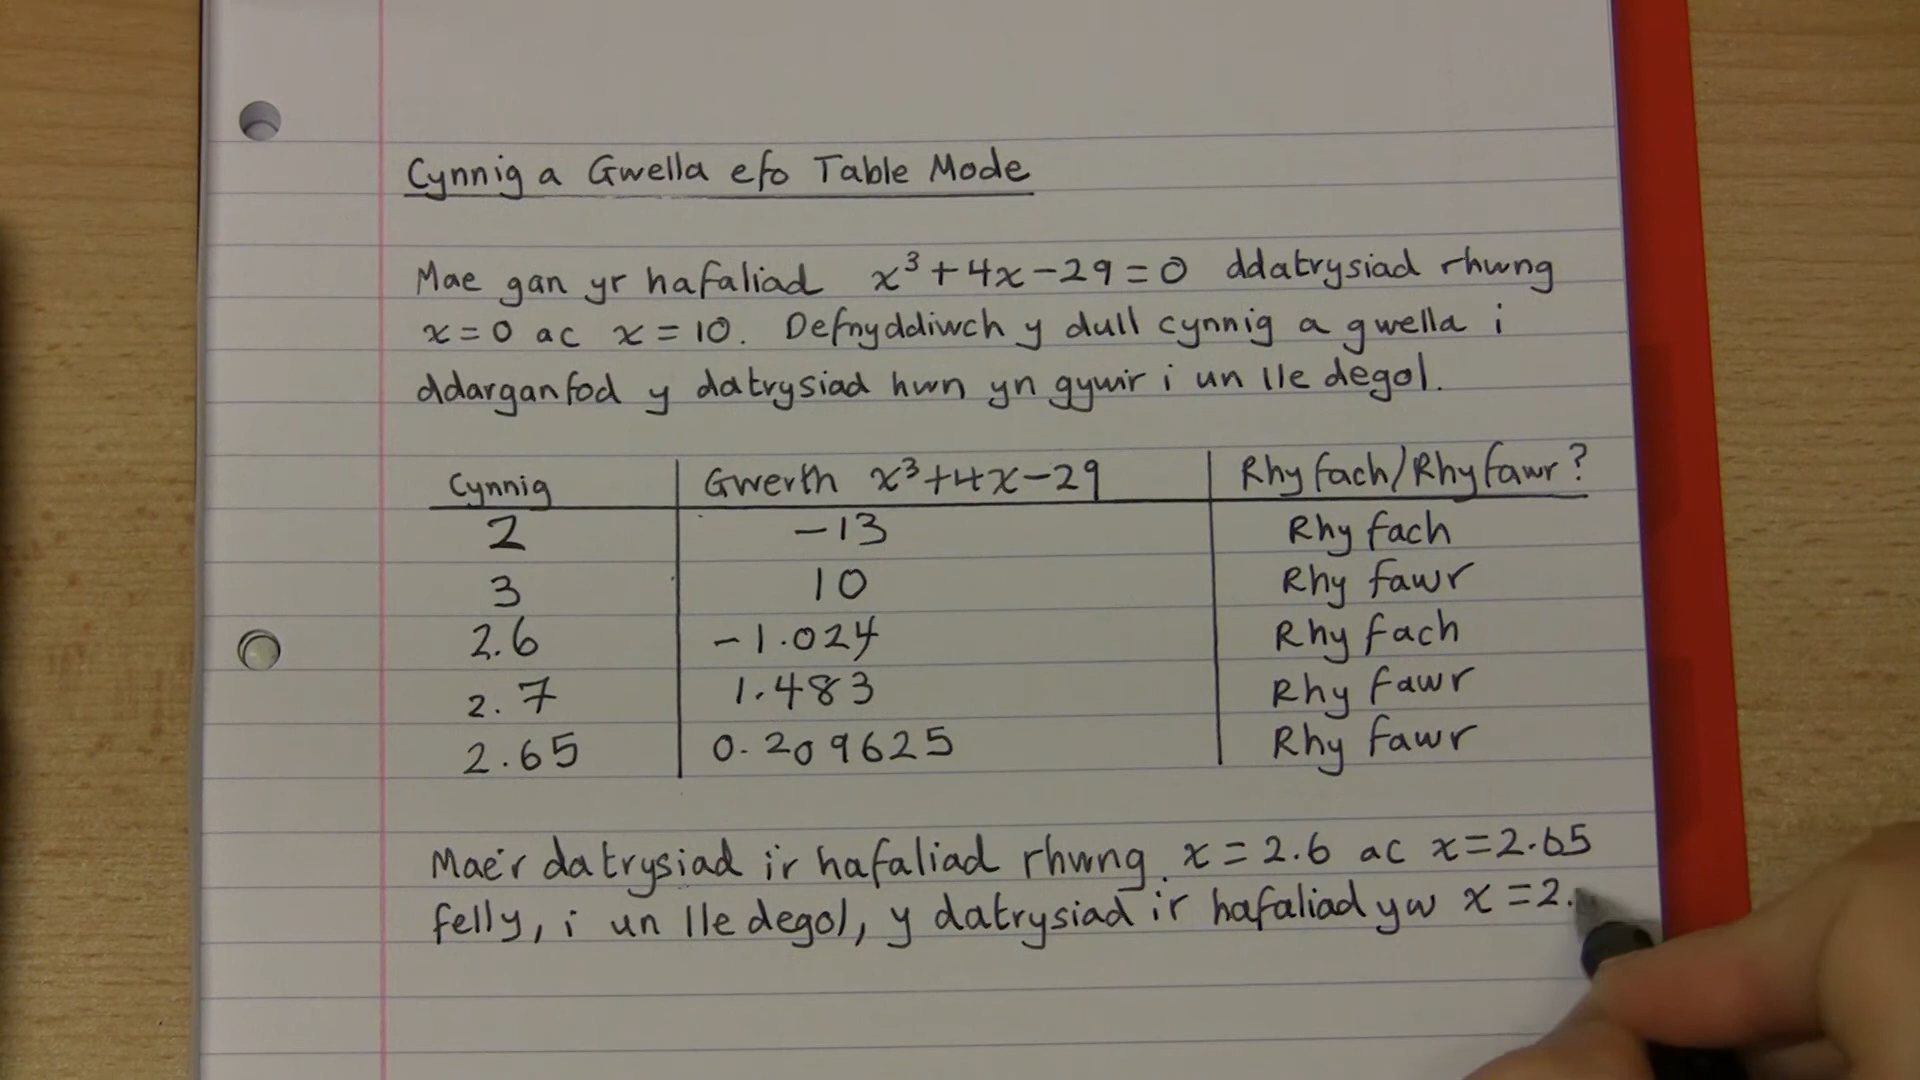 Cynnig a Gwella efo Table Mode
Mae gan yr hafaliad x³+4x-29=0 ddatrysiad rhwng
x=0 ac x=10. Defnyddiwch y dull cynnig a gwella i
ddarganfod y datrysiad hwn yn gywir i un lle degol.
Cynnig Gwerth x³+4x-29 Rhy fach/Rhy fawr?
2 -13 Rhy fach
3 10 Rhy fawr
2.6 -1.024 Rhy fach
2.7 1.483 Rhy fawr
2.65 0.209625 Rhy fawr
Mae'r datrysiad i'r hafaliad rhwng x=2.6 ac x=2.65
felly, i un lle degol, y datrysiad i'r hafaliad yw x=2.